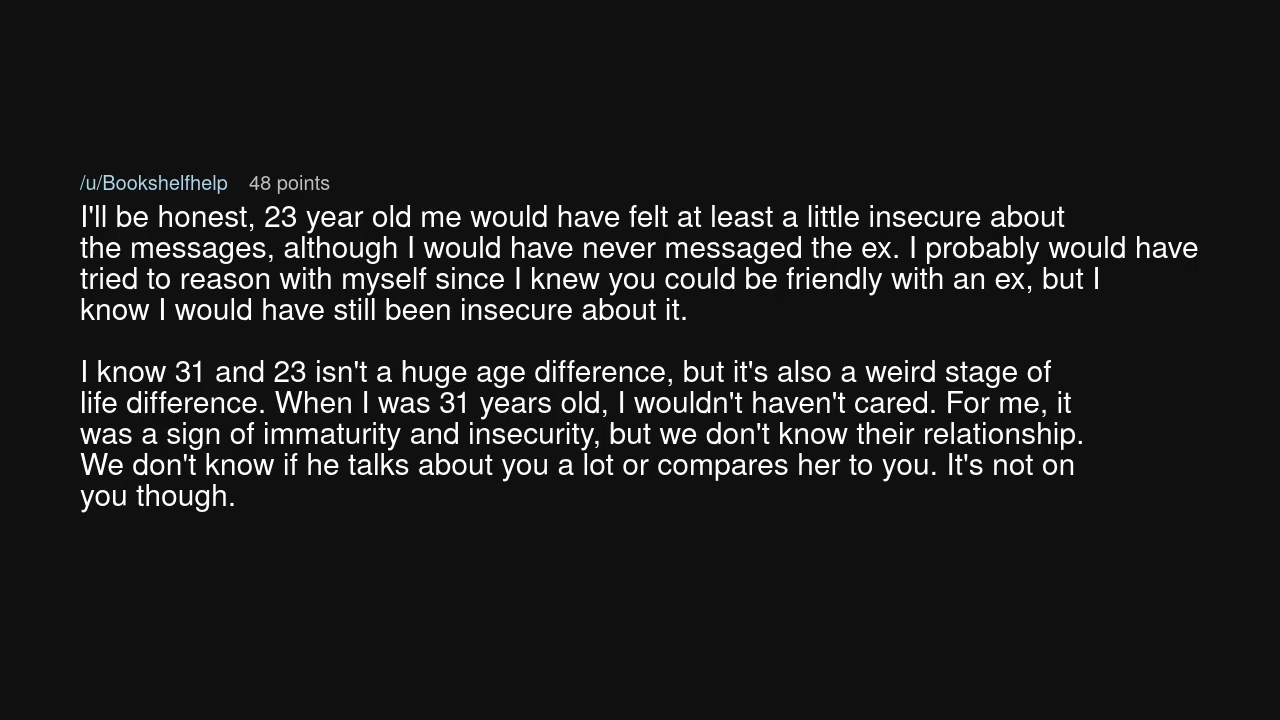 /u/Bookshelfhelp 48 points
I'll be honest, 23 year old me would have felt at least a little insecure about
the messages, although I would have never messaged the ex. I probably would have
tried to reason with myself since I knew you could be friendly with an ex, but I
know I would have still been insecure about it.
I know 31 and 23 isn't a huge age difference, but it's also a weird stage of
life difference. When I was 31 years old, I wouldn't haven't cared. For me, it
was a sign of immaturity and insecurity, but we don't know their relationship.
We don't know if he talks about you a lot or compares her to you. It's not on
you though.